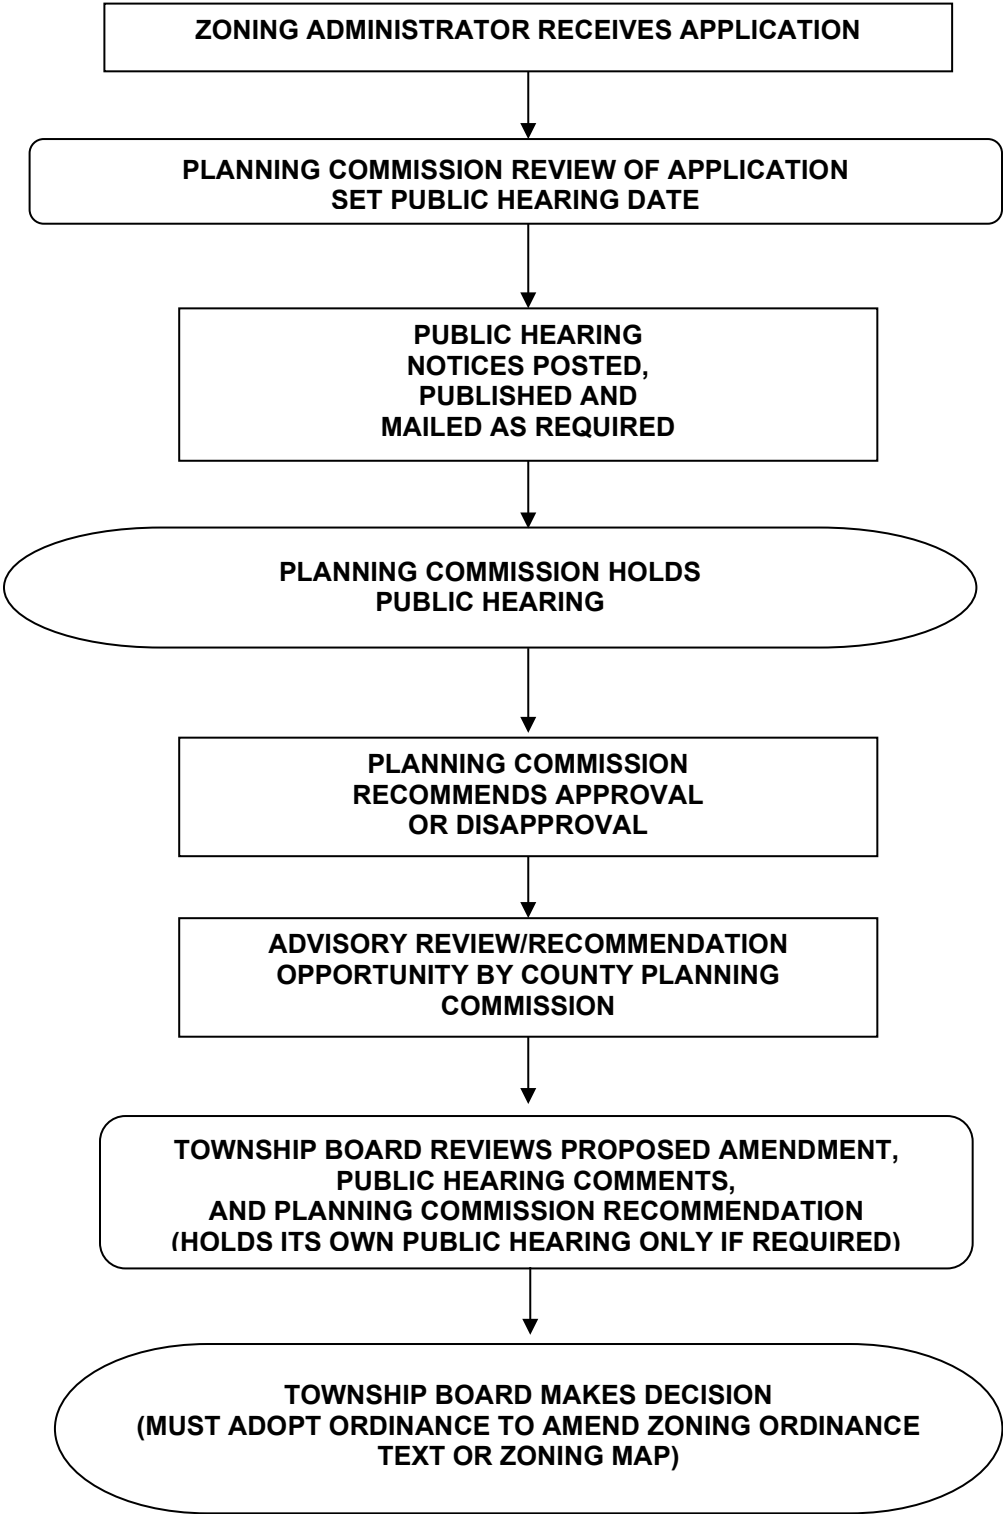 ZONING ADMINISTRATOR RECEIVES APPLICATION
PLANNING COMMISSION REVIEW OF APPLICATION
SET PUBLIC HEARING DATE
PUBLIC HEARING
NOTICES POSTED,
PUBLISHED AND
MAILED AS REQUIRED
PLANNING COMMISSION HOLDS
PUBLIC HEARING
PLANNING COMMISSION
RECOMMENDS APPROVAL
OR DISAPPROVAL
ADVISORY REVIEW/RECOMMENDATION
OPPORTUNITY BY COUNTY PLANNING
COMMISSION
TOWNSHIP BOARD REVIEWS PROPOSED AMENDMENT,
PUBLIC HEARING COMMENTS,
AND PLANNING COMMISSION RECOMMENDATION
(HOLDS ITS OWN PUBLIC HEARING ONLY IF REQUIRED)
TOWNSHIP BOARD MAKES DECISION
(MUST ADOPT ORDINANCE TO AMEND ZONING ORDINANCE
TEXT OR ZONING MAP)